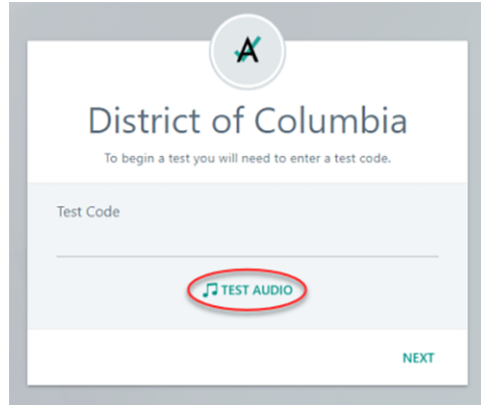 District of Columbia
To begin a test you will need to enter a test code.
Test Code
TEST AUDIO
NEXT